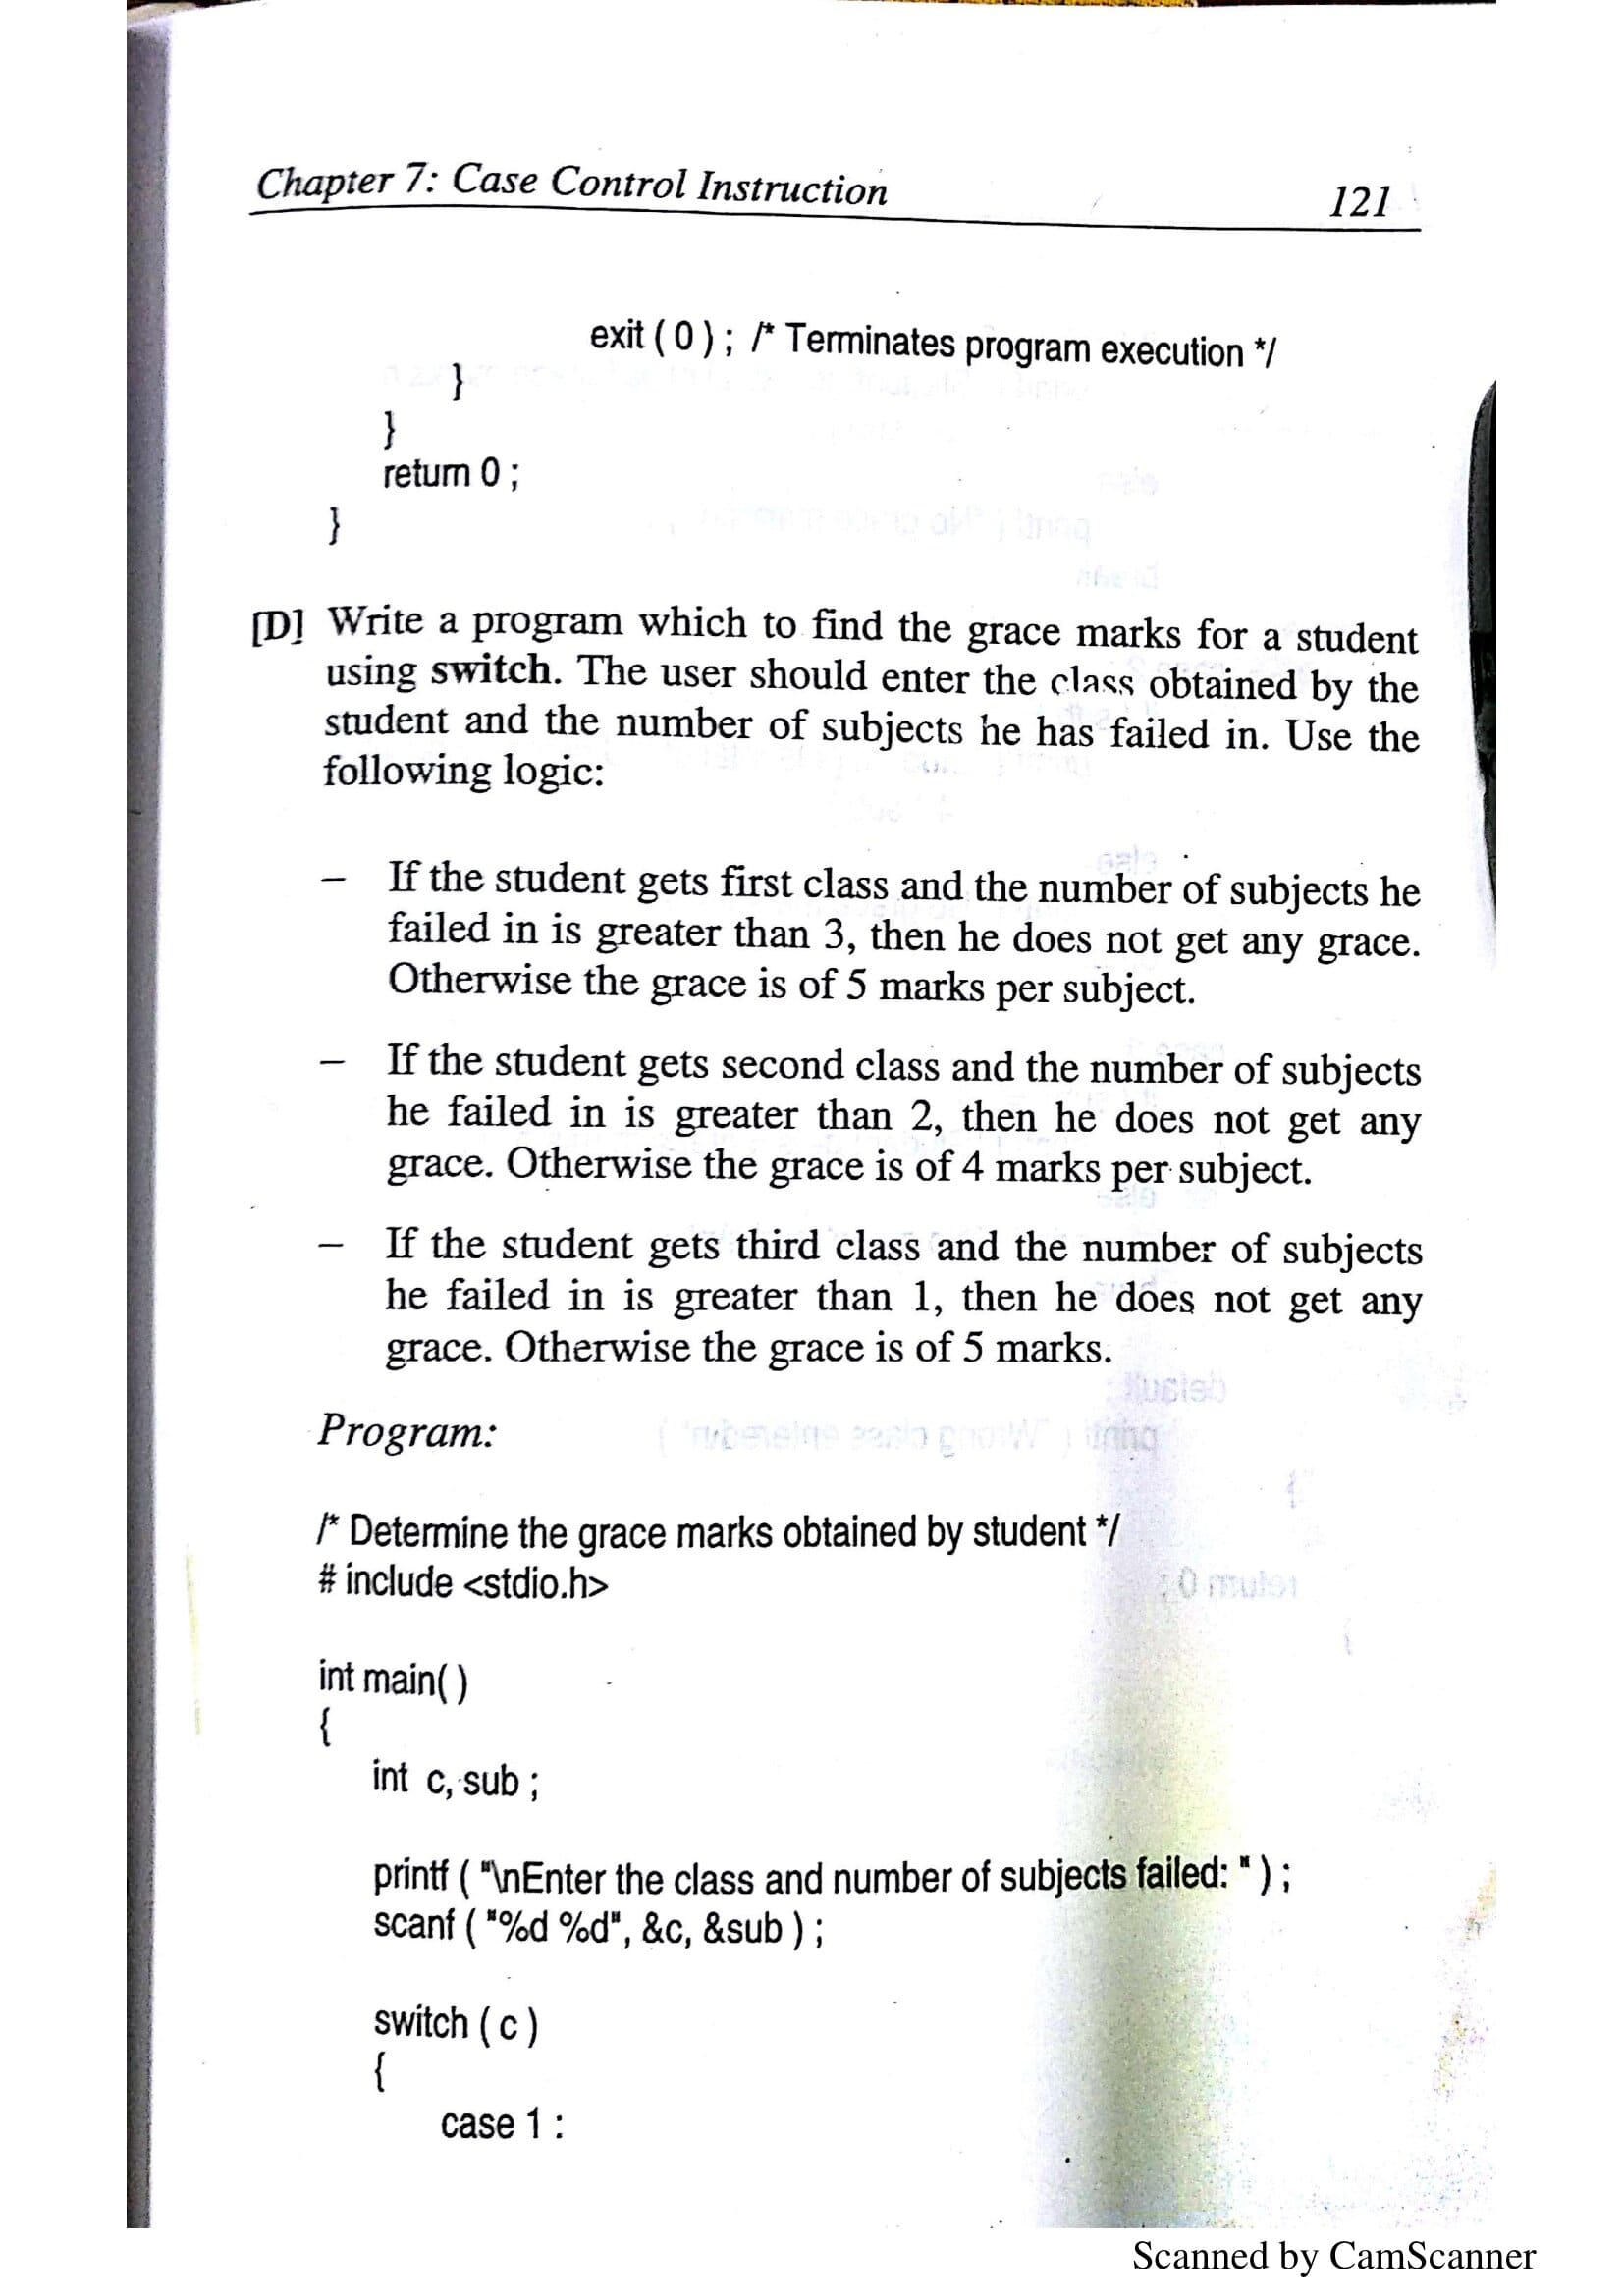 Chapter 7: Case Control Instruction 121
exit ( 0 ) ; /* Terminates program execution */
}
}
return 0 ;
}
[D] Write a program which to find the grace marks for a student
using switch. The user should enter the class obtained by the
student and the number of subjects he has failed in. Use the
following logic:
– If the student gets first class and the number of subjects he
failed in is greater than 3, then he does not get any grace.
Otherwise the grace is of 5 marks per subject.
– If the student gets second class and the number of subjects
he failed in is greater than 2, then he does not get any
grace. Otherwise the grace is of 4 marks per subject.
– If the student gets third class and the number of subjects
he failed in is greater than 1, then he does not get any
grace. Otherwise the grace is of 5 marks.
Program:
/* Determine the grace marks obtained by student */
# include <stdio.h>
int main( )
{
int c, sub ;
printf ( "\nEnter the class and number of subjects failed: " ) ;
scanf ( "%d %d", &c, &sub ) ;
switch ( c )
{
case 1 :
Scanned by CamScanner